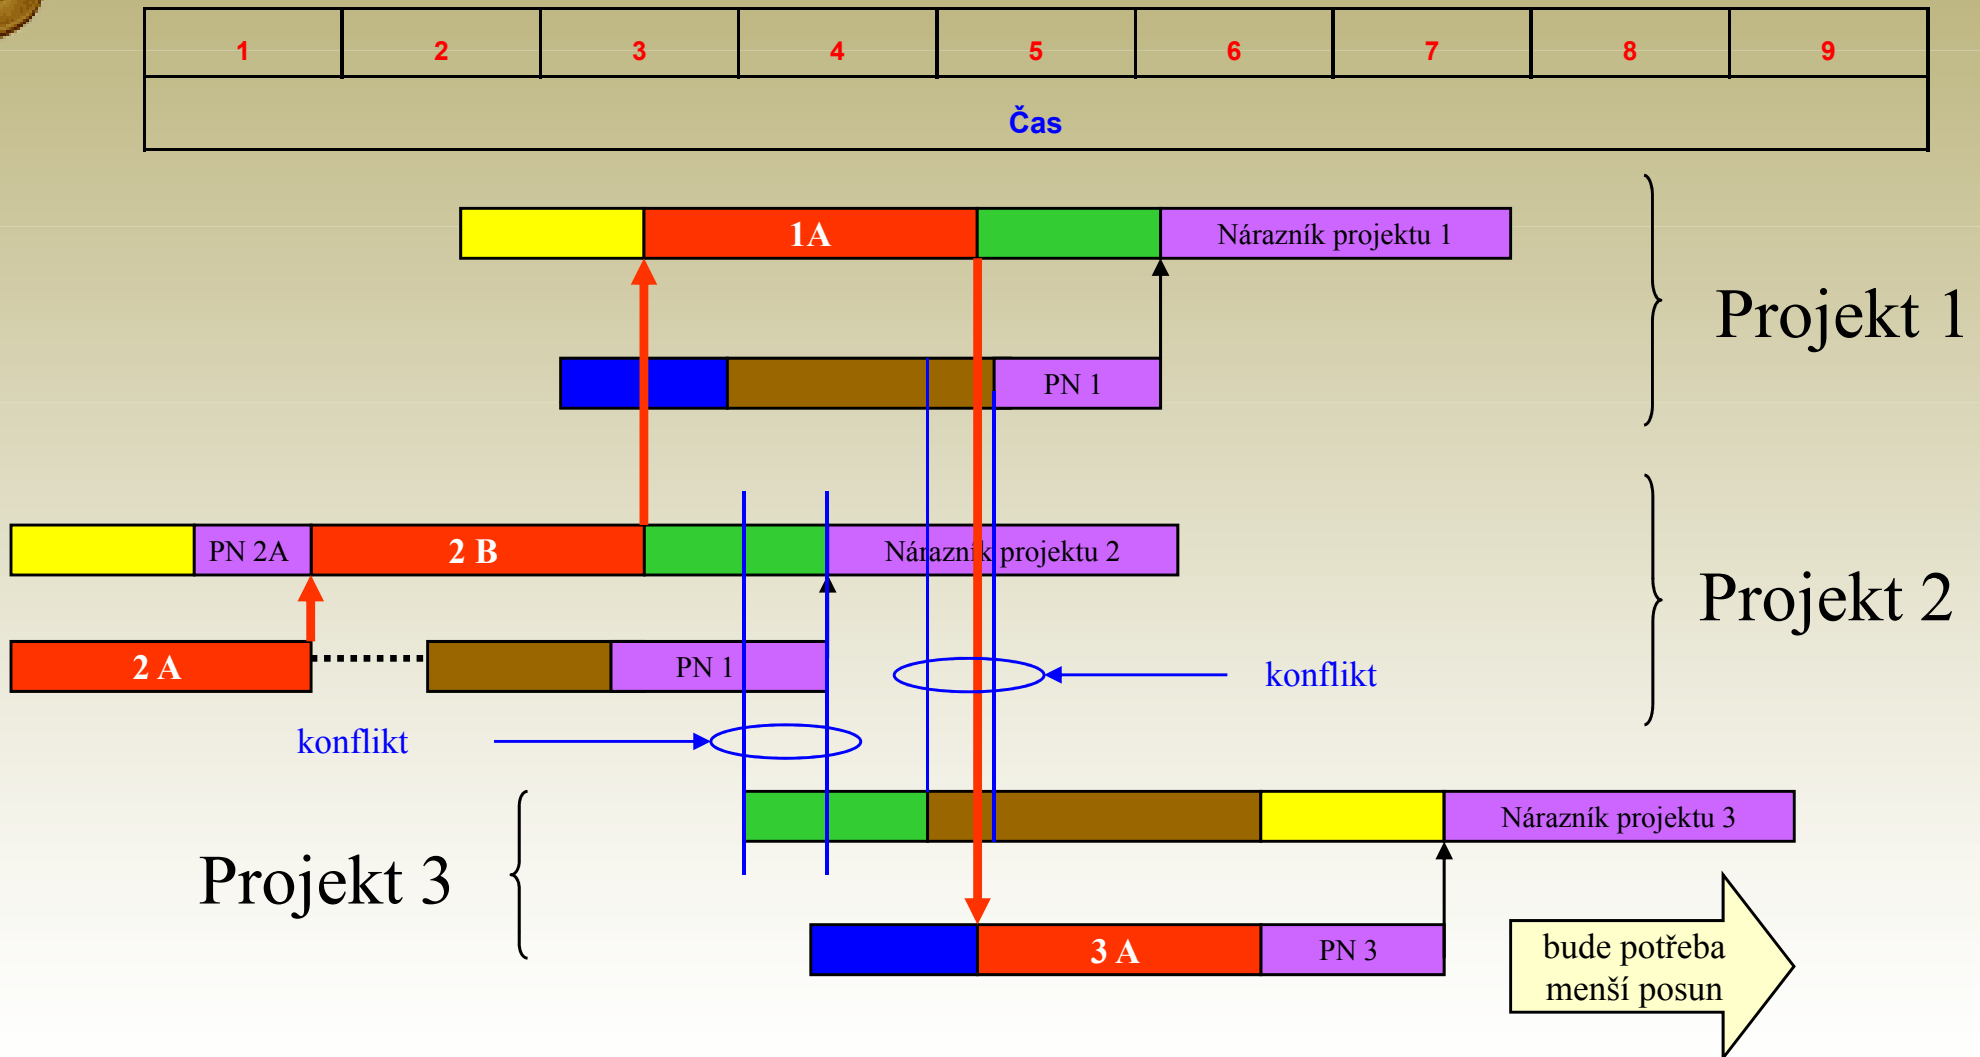 1 2 3 4 5 6 7 8 9
Čas
1A
Nárazník projektu 1
Projekt 1
PN 1
PN 2A
2 B
Nárazník projektu 2
Projekt 2
2 A
PN 1
konflikt
konflikt
Nárazník projektu 3
Projekt 3
3 A
PN 3
bude potřeba
menší posun